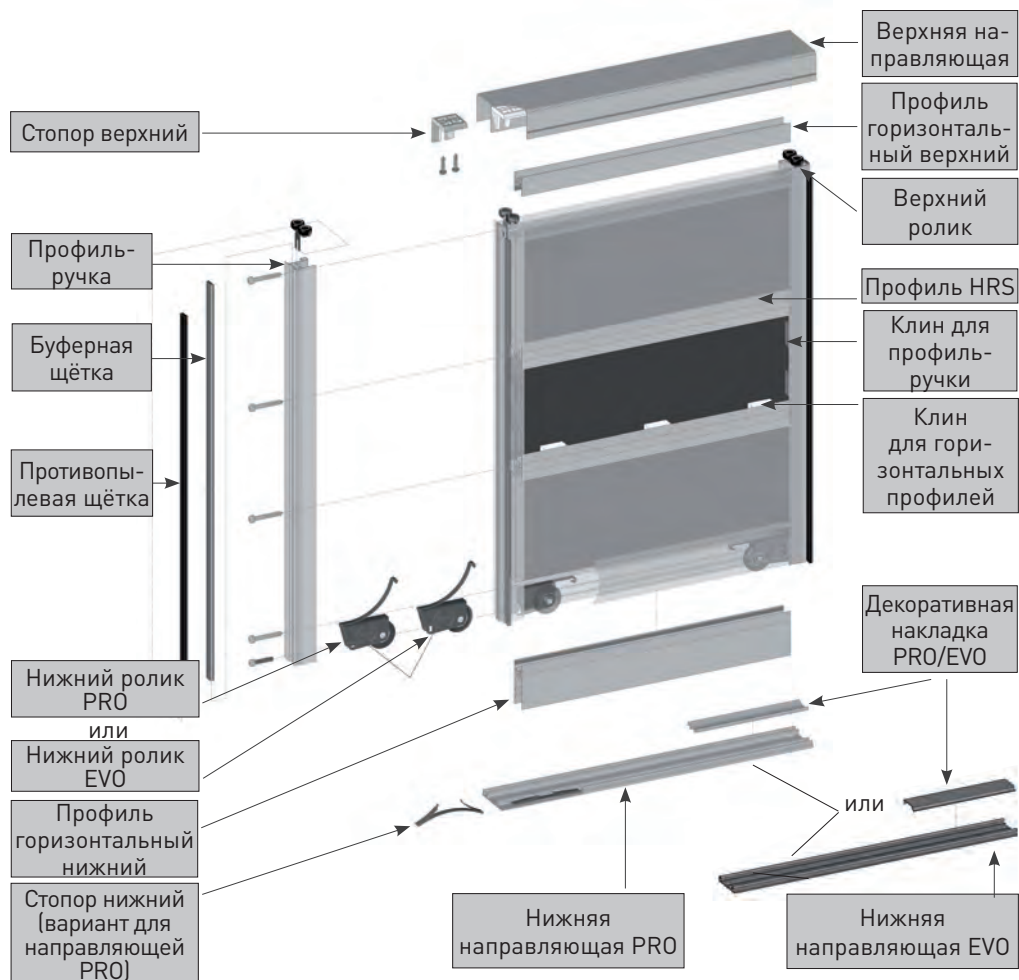 Верхняя на-
правляющая
Стопор верхний
Профиль
горизонталь-
ный верхний
Верхний
ролик
Профиль-
ручка
Профиль HRS
Буферная
щётка
Клин для
профиль-
ручки
Противопы-
левая щётка
Клин
для гори-
зонтальных
профилей
Декоративная
накладка
PRO/EVO
Нижний ролик
PRO
или
Нижний ролик
EVO
Профиль
горизонтальный
нижний
или
Стопор нижний
(вариант для
направляющей
PRO)
Нижняя
направляющая PRO
Нижняя
направляющая EVO